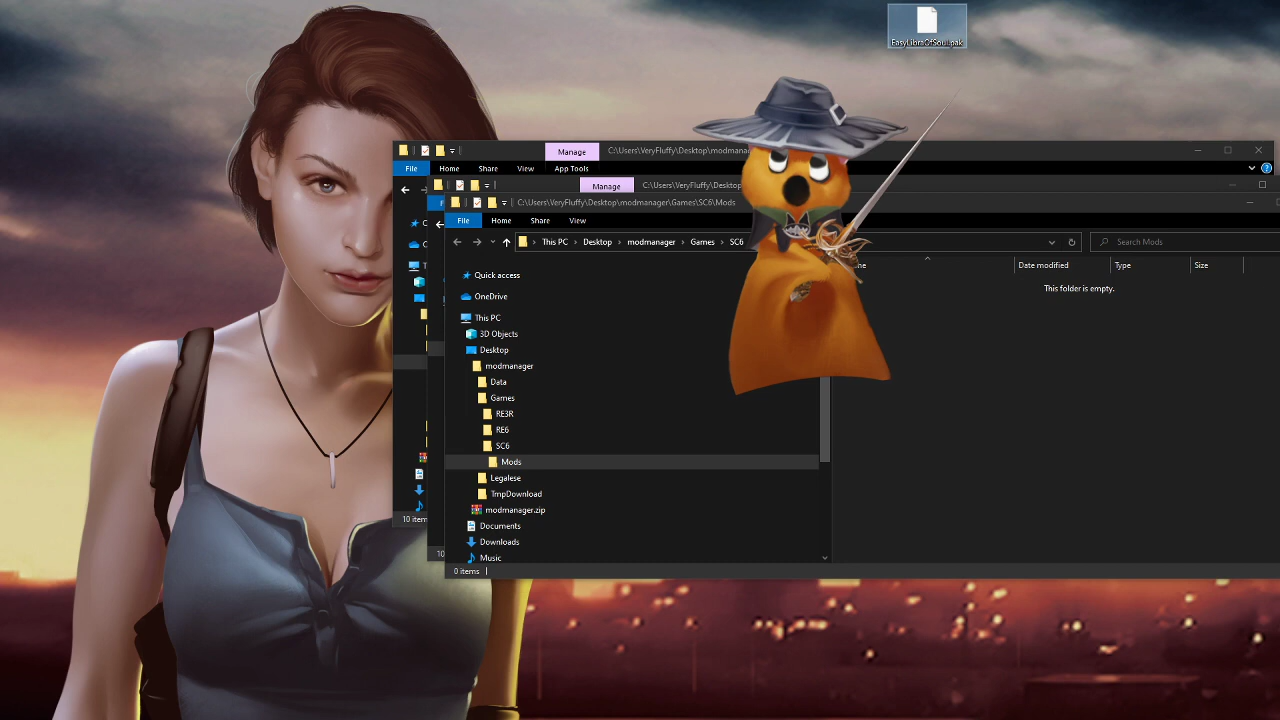 EasyLibraOfSoul.pak
Manage
C:\Users\VeryFluffy\Desktop\modmana
File
Home
Share
View
App Tools
Manage
C:\Users\VeryFluffy\Desktop
C:\Users\VeryFluffy\Desktop\modmanager\Games\SC6\Mods
F
File
Home
Share
View
This PC
Desktop
modmanager
Games
SC6
Search Mods
Date modified
Type
Size
This folder is empty.
Quick access
OneDrive
This PC
3D Objects
Desktop
modmanager
Data
Games
RE3R
RE6
SC6
Mods
Legalese
TmpDownload
modmanager.zip
Documents
Downloads
Music
10 item
10
0 items